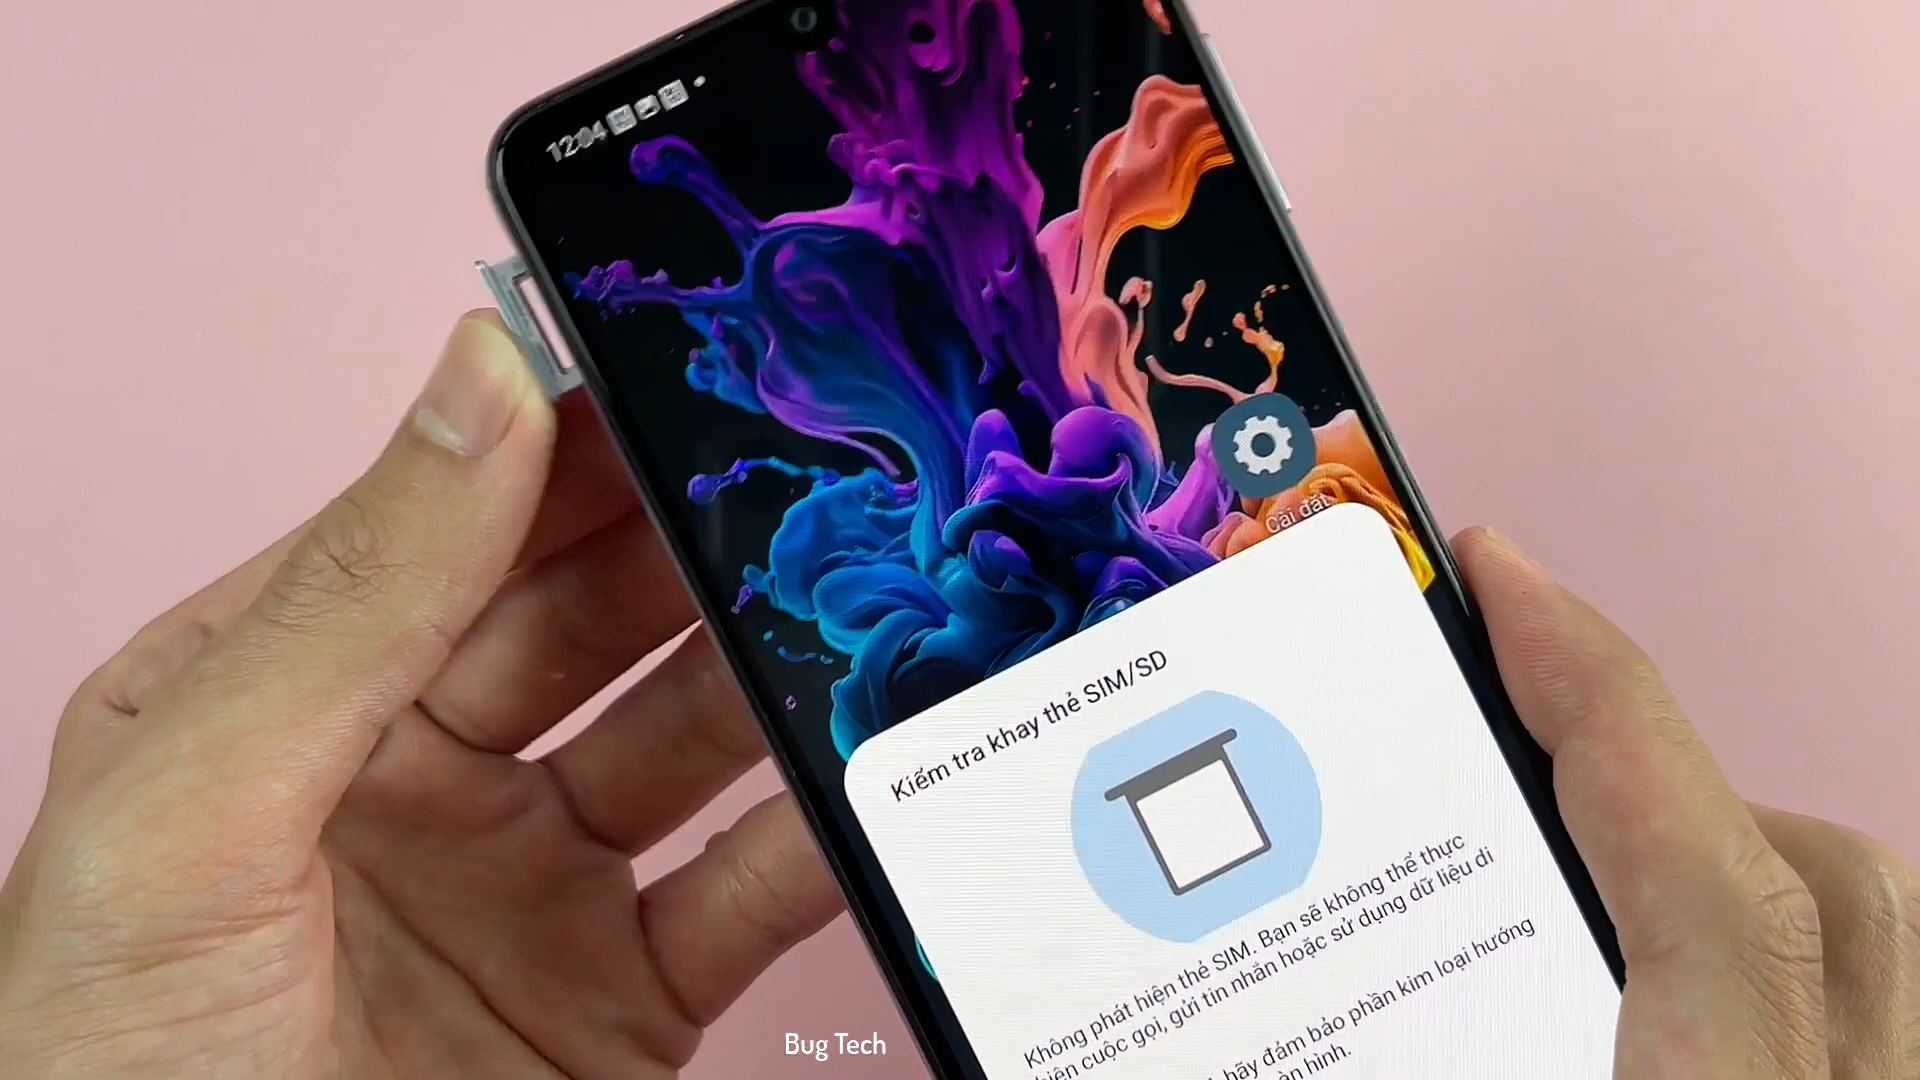 12:04
Cài đặt
Kiểm tra khay thẻ SIM/SD
Không phát hiện thẻ SIM. Bạn sẽ không thể thực
hiện cuộc gọi, gửi tin nhắn hoặc sử dụng dữ liệu di
hãy đảm bảo phần kim loại hướng
màn hình.
Bug Tech